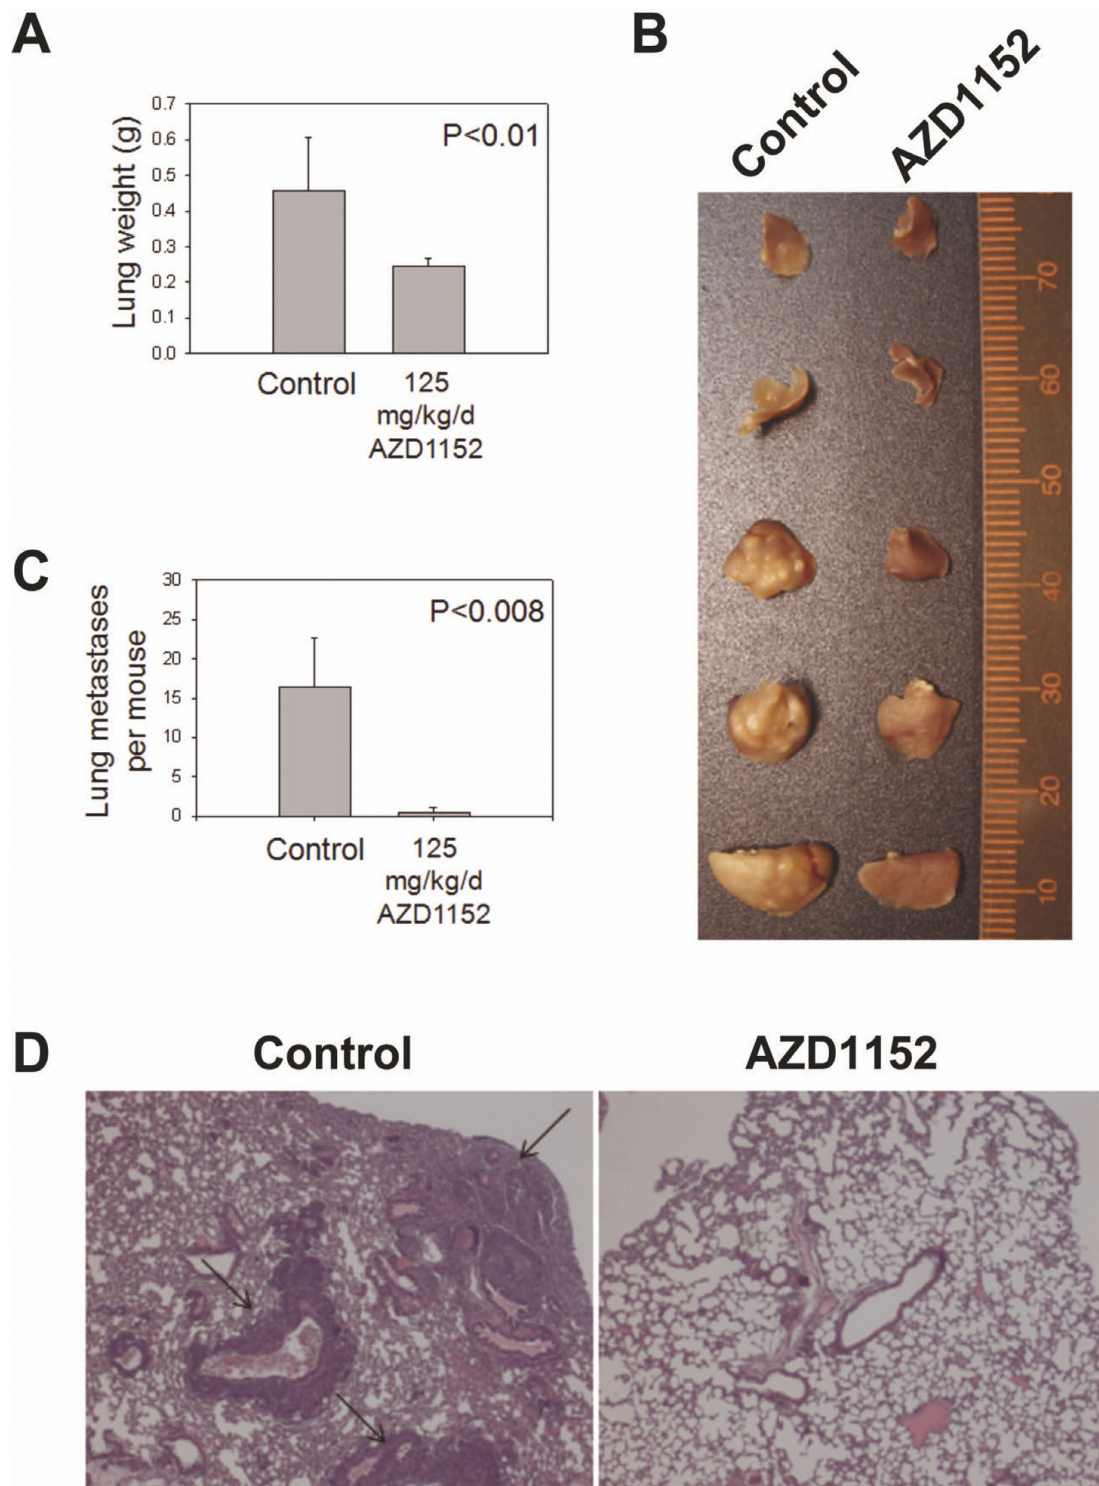 A
0.7
0.6
0.5
0.4
0.3
0.2
0.1
0.0
Lung weight (g)
P<0.01
Control
125
mg/kg/d
AZD1152
B
Control
AZD1152
70
60
50
40
30
20
10
C
30
25
20
15
10
5
0
Lung metastases
per mouse
P<0.008
Control
125
mg/kg/d
AZD1152
D
Control
AZD1152